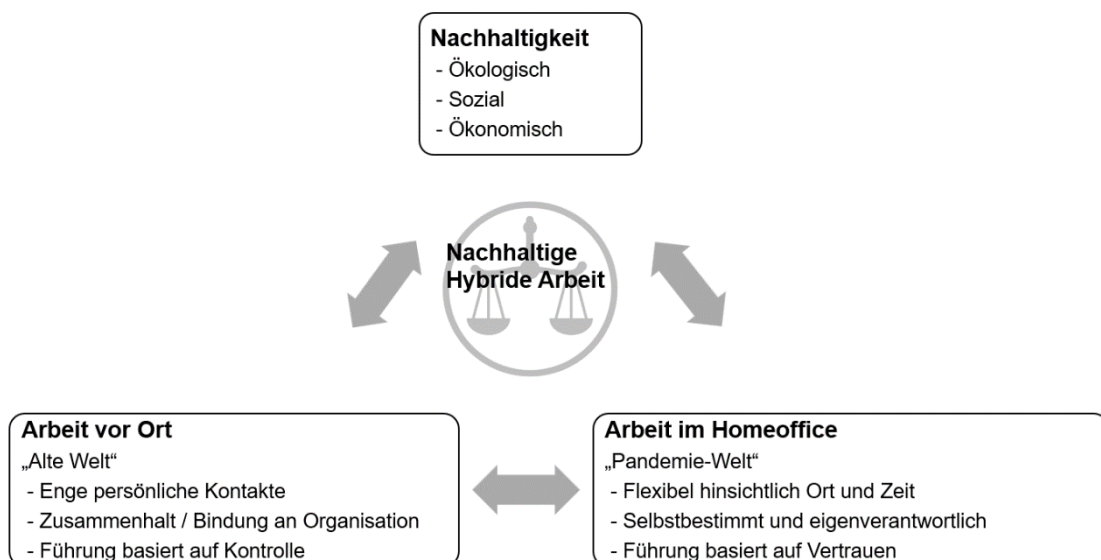 Nachhaltigkeit
- Ökologisch
- Sozial
- Ökonomisch
Nachhaltige
Hybride Arbeit
Arbeit vor Ort
„Alte Welt“
- Enge persönliche Kontakte
- Zusammenhalt / Bindung an Organisation
- Führung basiert auf Kontrolle
Arbeit im Homeoffice
„Pandemie-Welt“
- Flexibel hinsichtlich Ort und Zeit
- Selbstbestimmt und eigenverantwortlich
- Führung basiert auf Vertrauen